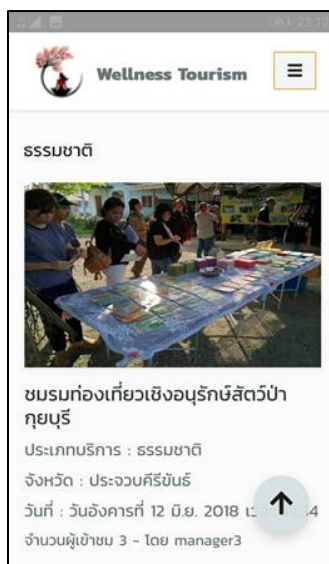 23:12
Wellness Tourism
ธรรมชาติ
ชมรมท่องเที่ยวเชิงอนุรักษ์สัตว์ป่า
กุยบุรี
ประเภทบริการ : ธรรมชาติ
จังหวัด : ประจวบคีรีขันธ์
วันที่ : วันอังคารที่ 12 มิ.ย. 2018
จำนวนผู้เข้าชม 3 - โดย manager3